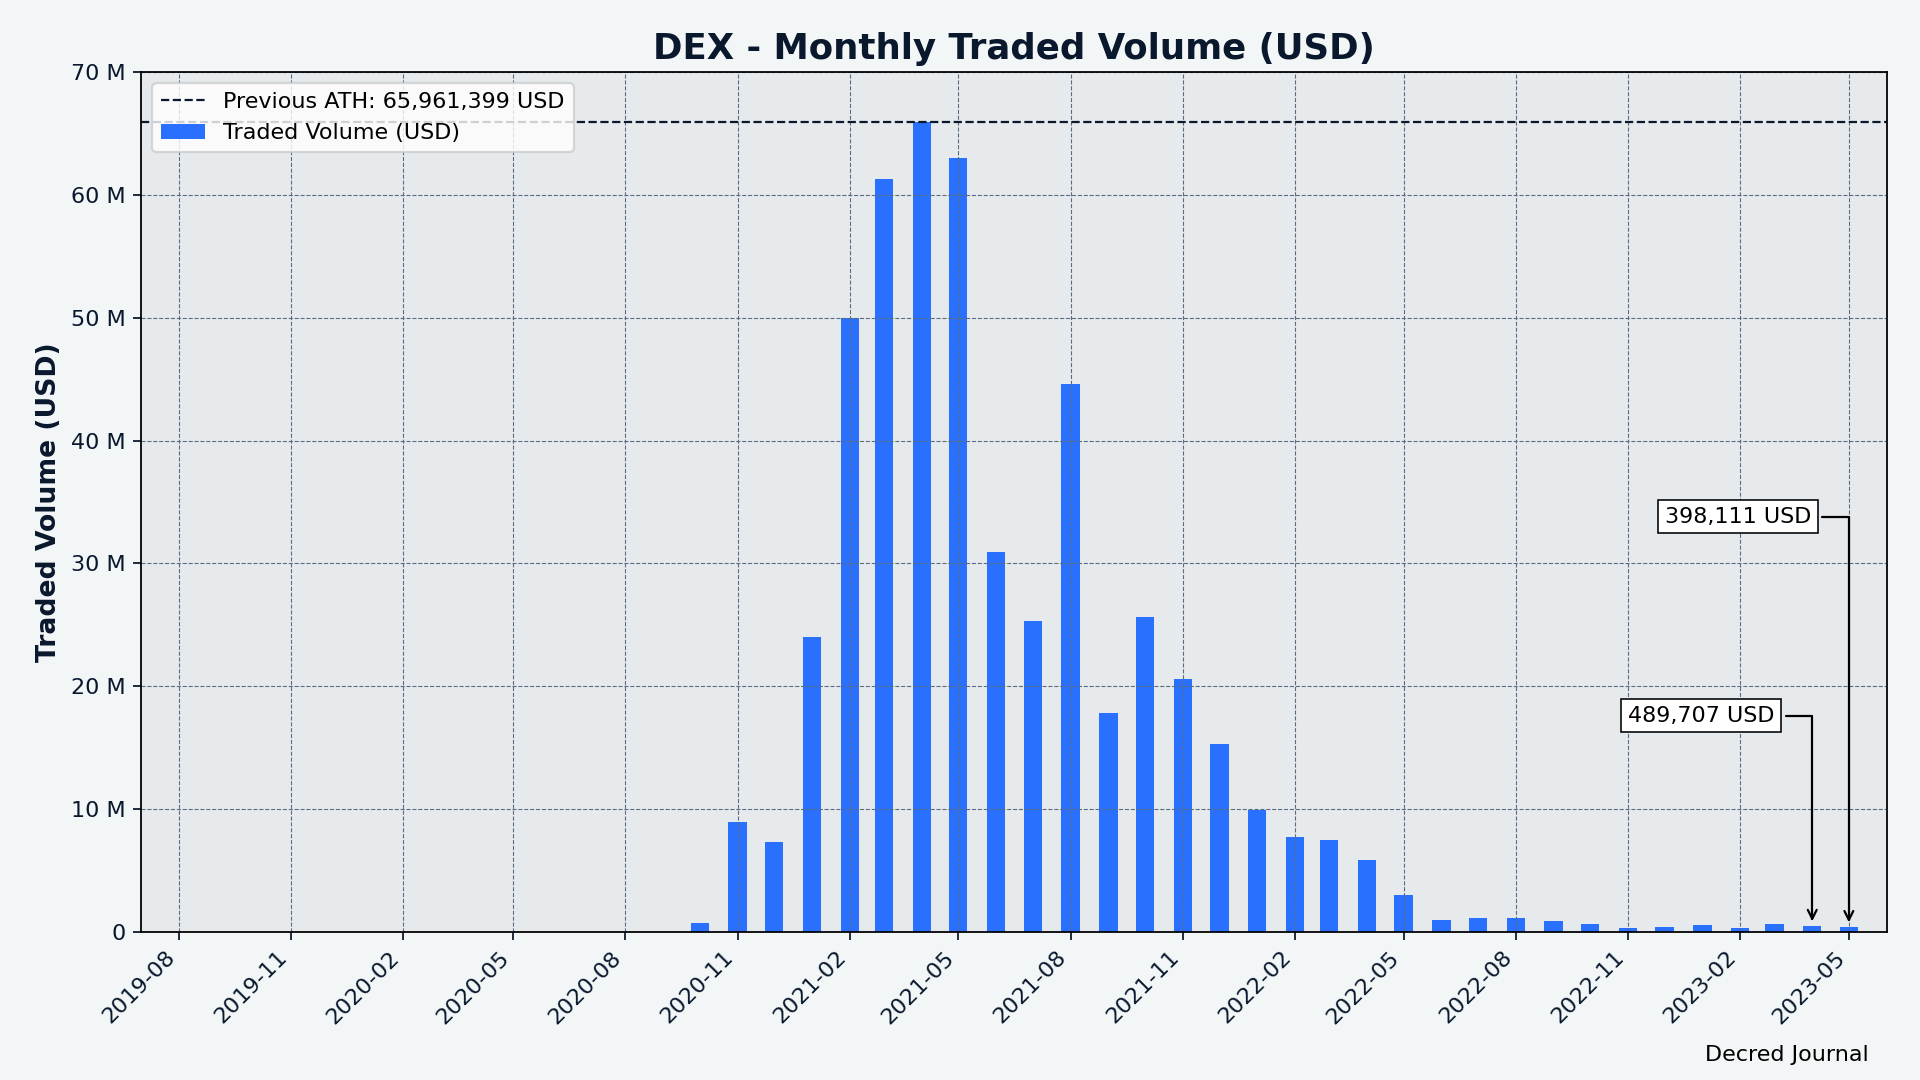 DEX - Monthly Traded Volume (USD)
Previous ATH: 65,961,399 USD
Traded Volume (USD)
Traded Volume (USD)
70 M
60 M
50 M
40 M
30 M
20 M
10 M
0
398,111 USD
489,707 USD
2019-08
2019-11
2020-02
2020-05
2020-08
2020-11
2021-02
2021-05
2021-08
2021-11
2022-02
2022-05
2022-08
2022-11
2023-02
2023-05
Decred Journal